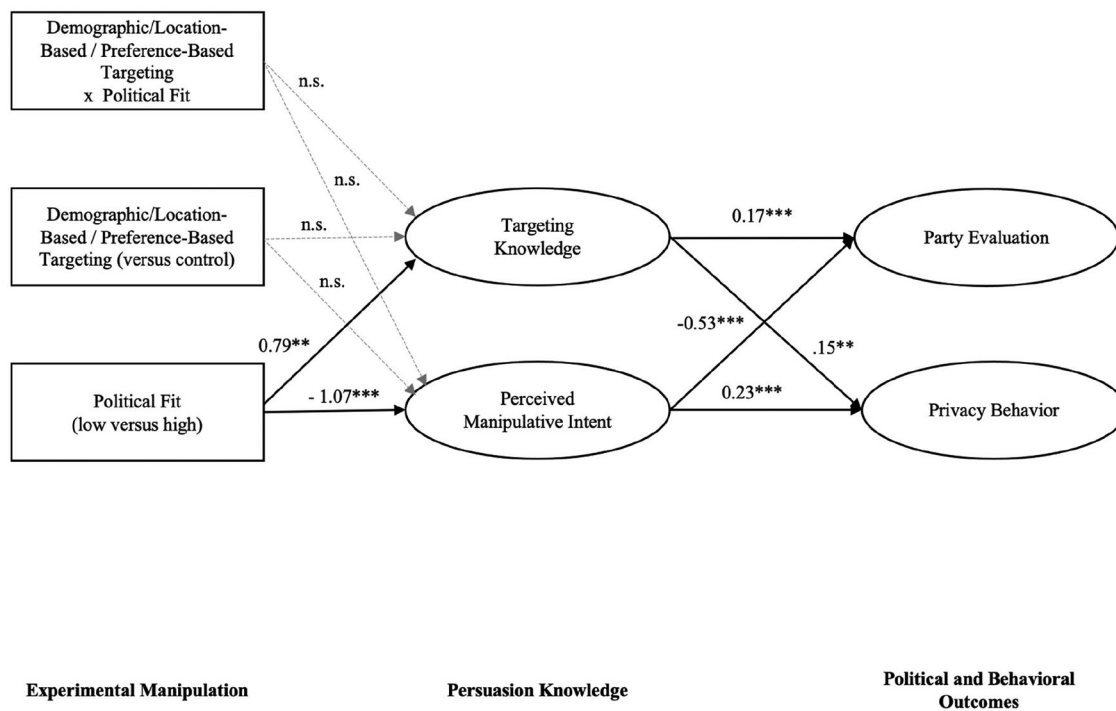 Demographic/Location-
Based / Preference-Based
Targeting
x Political Fit
n.s.
n.s.
Demographic/Location-
Based / Preference-Based
Targeting (versus control)
n.s.
n.s.
Targeting
Knowledge
0.17***
Party Evaluation
0.79**
-0.53***
.15**
Political Fit
(low versus high)
- 1.07***
Perceived
Manipulative Intent
0.23***
Privacy Behavior
Experimental Manipulation
Persuasion Knowledge
Political and Behavioral
Outcomes